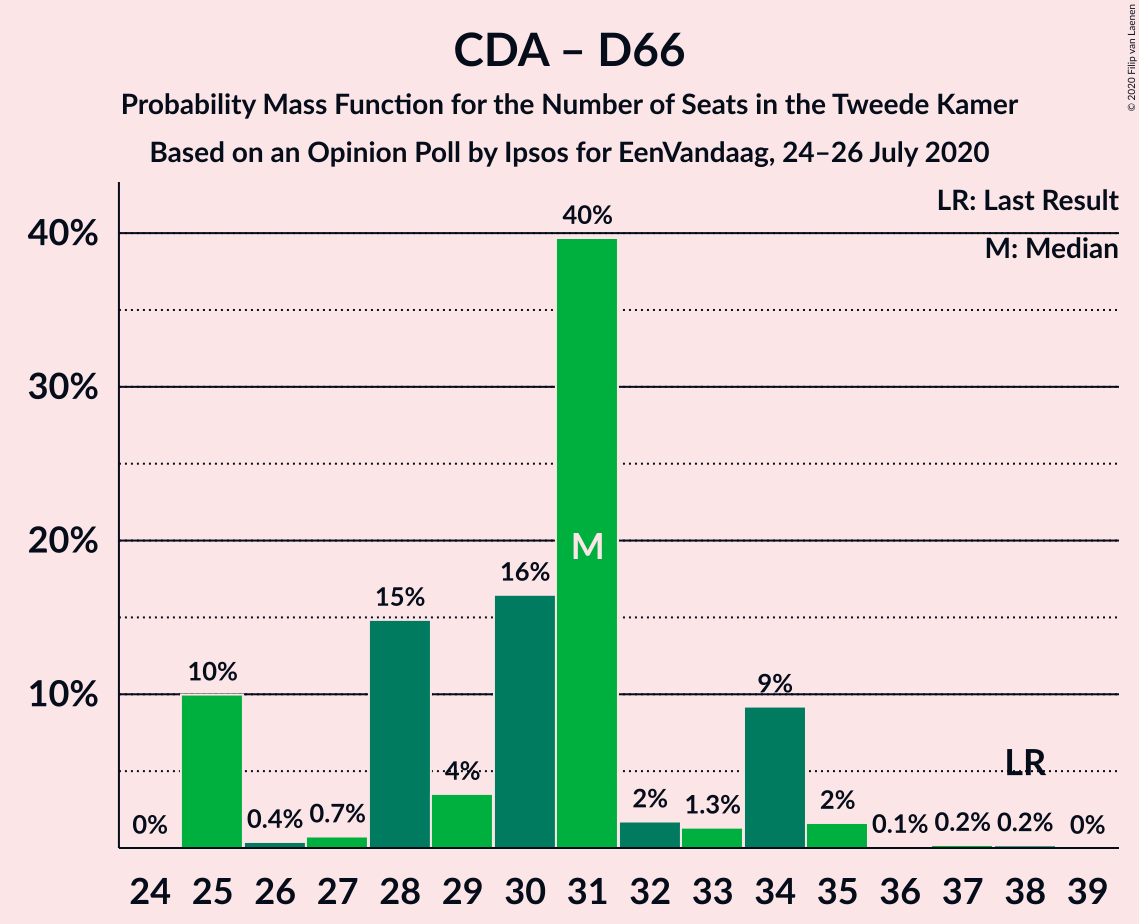 CDA – D66
Probability Mass Function for the Number of Seats in the Tweede Kamer
Based on an Opinion Poll by Ipsos for EenVandaag, 24–26 July 2020
© 2020 Filip van Laenen
LR: Last Result
M: Median
40%
30%
20%
10%
0%
10%
0.4%
0.7%
15%
4%
16%
40%
M
2%
1.3%
9%
2%
0.1%
0.2%
0.2%
LR
0%
24 25 26 27 28 29 30 31 32 33 34 35 36 37 38 39